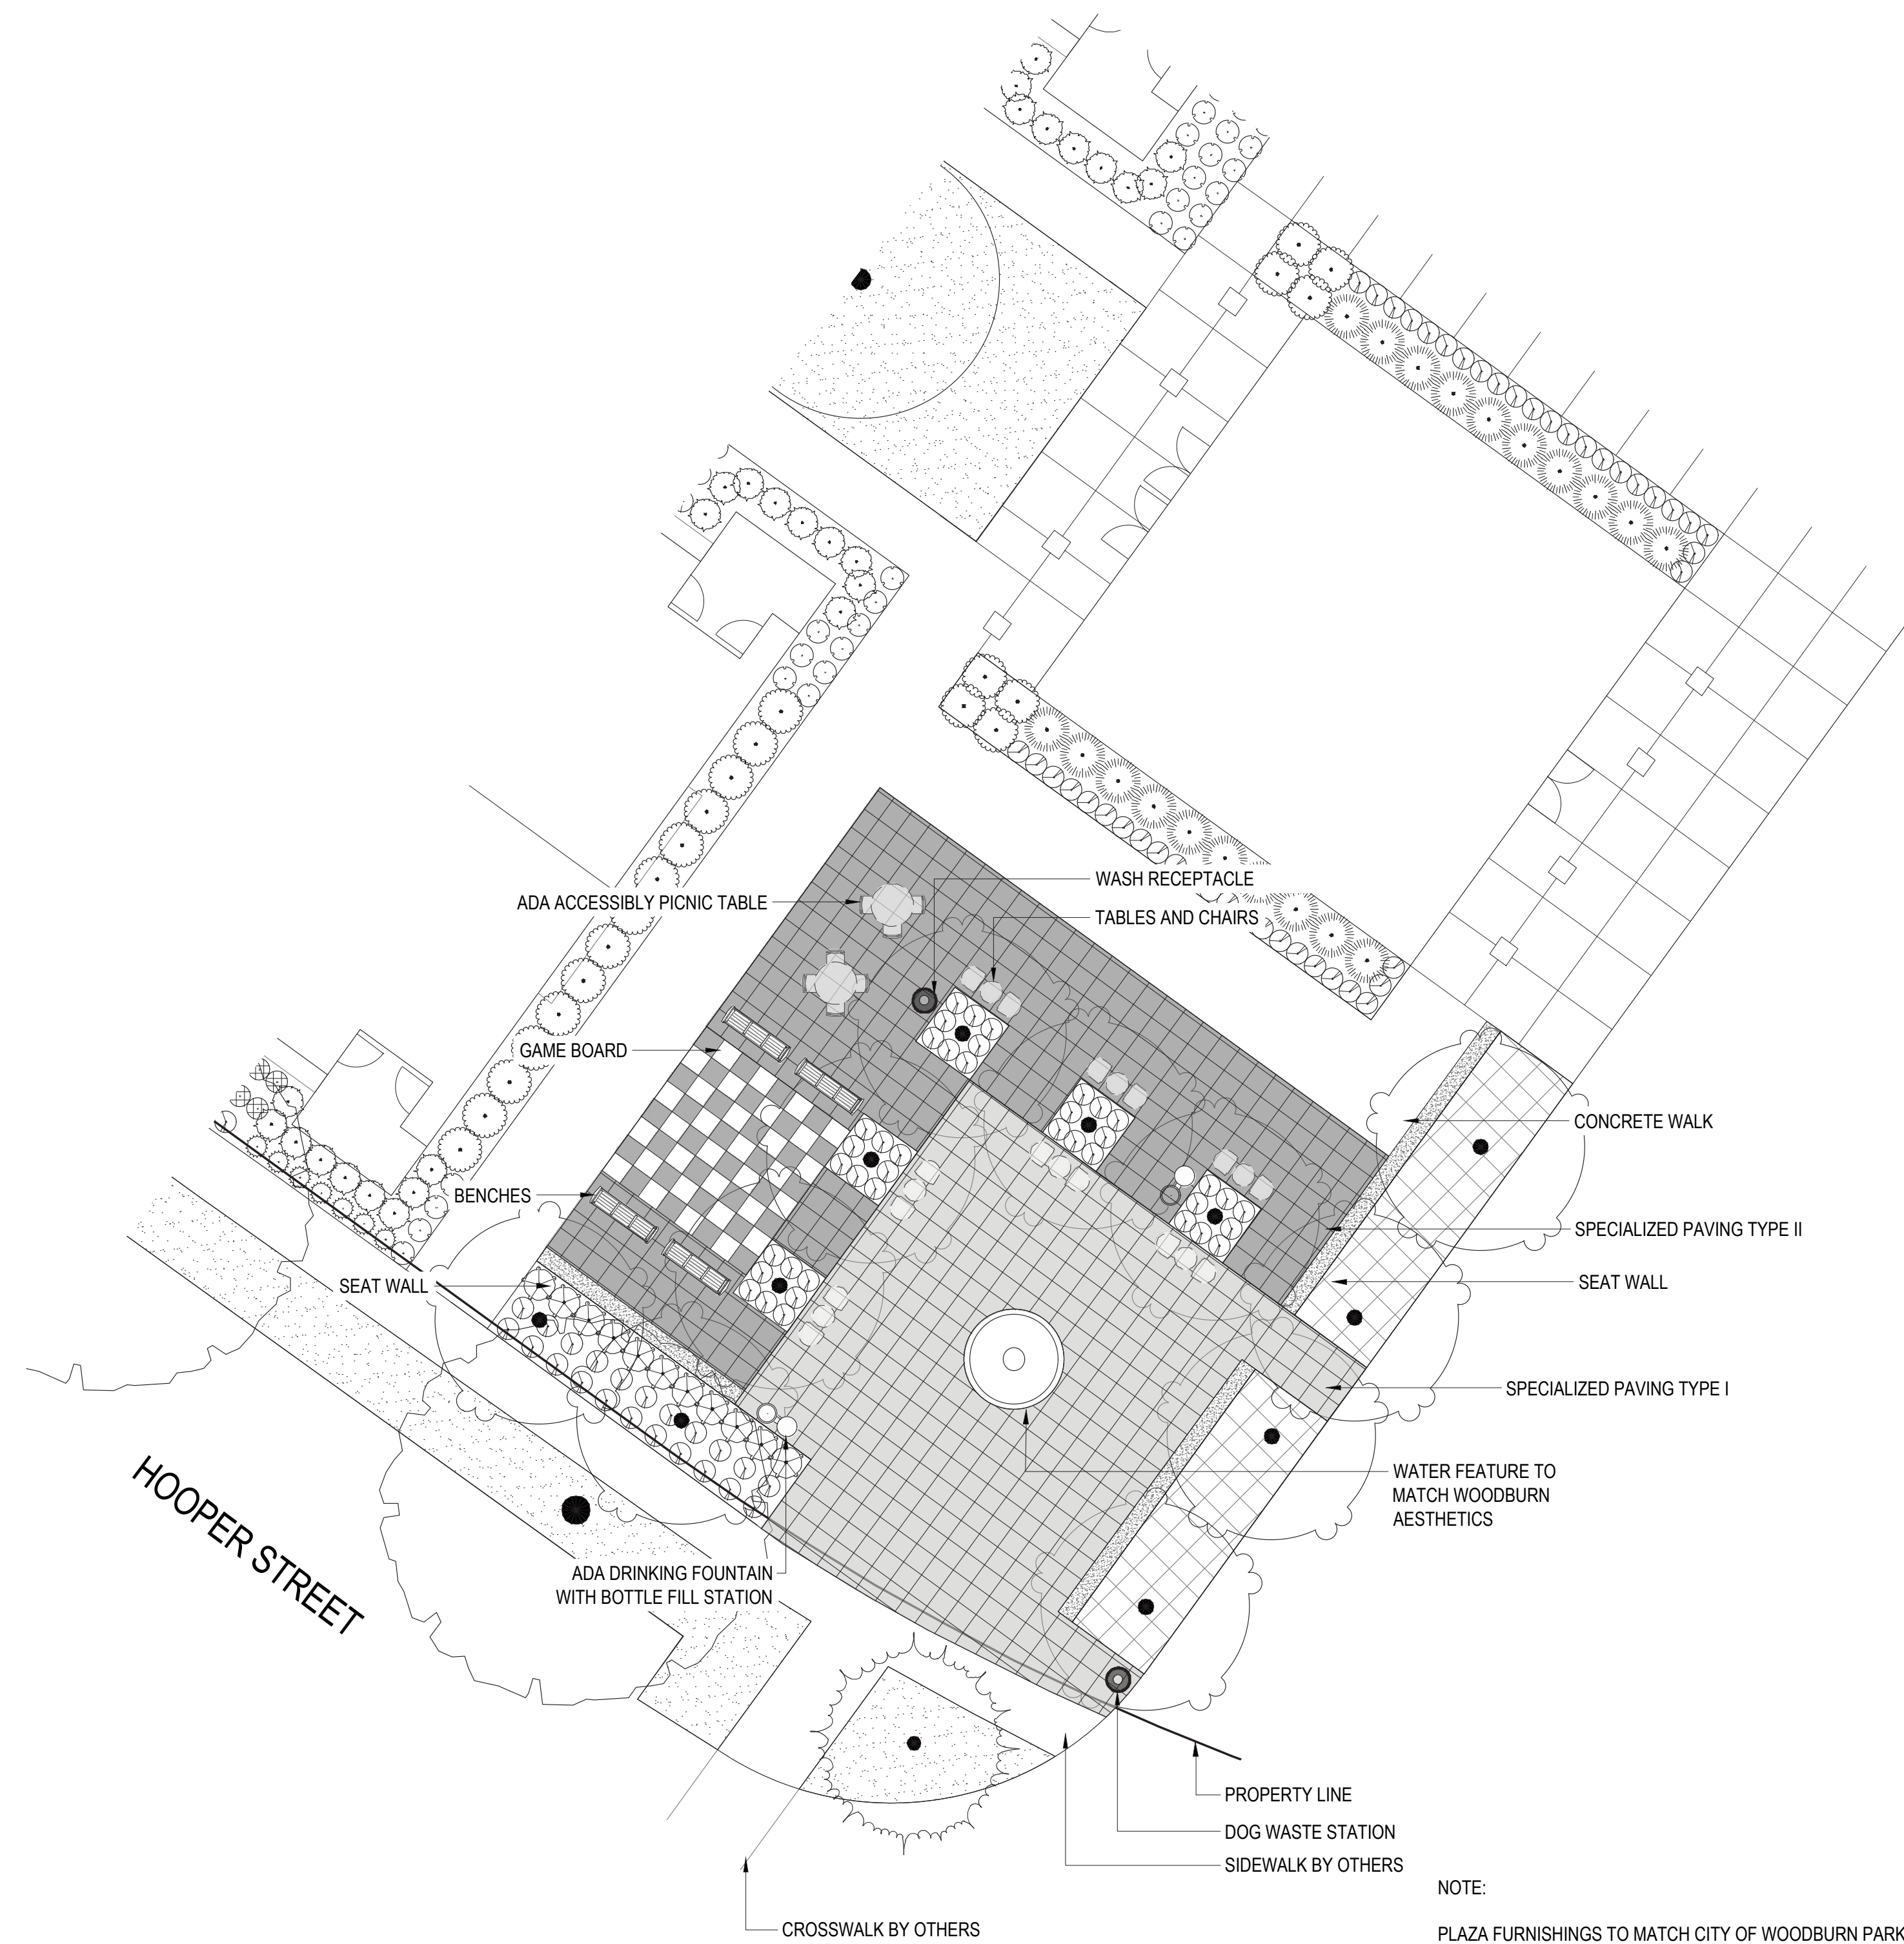 WASH RECEPTACLE
ADA ACCESSIBLY PICNIC TABLE
TABLES AND CHAIRS
GAME BOARD
CONCRETE WALK
BENCHES
SPECIALIZED PAVING TYPE II
SEAT WALL
SEAT WALL
SPECIALIZED PAVING TYPE I
WATER FEATURE TO
MATCH WOODBURN
AESTHETICS
HOOPER STREET
ADA DRINKING FOUNTAIN
WITH BOTTLE FILL STATION
PROPERTY LINE
DOG WASTE STATION
SIDEWALK BY OTHERS
CROSSWALK BY OTHERS
NOTE:
PLAZA FURNISHINGS TO MATCH CITY OF WOODBURN PARK